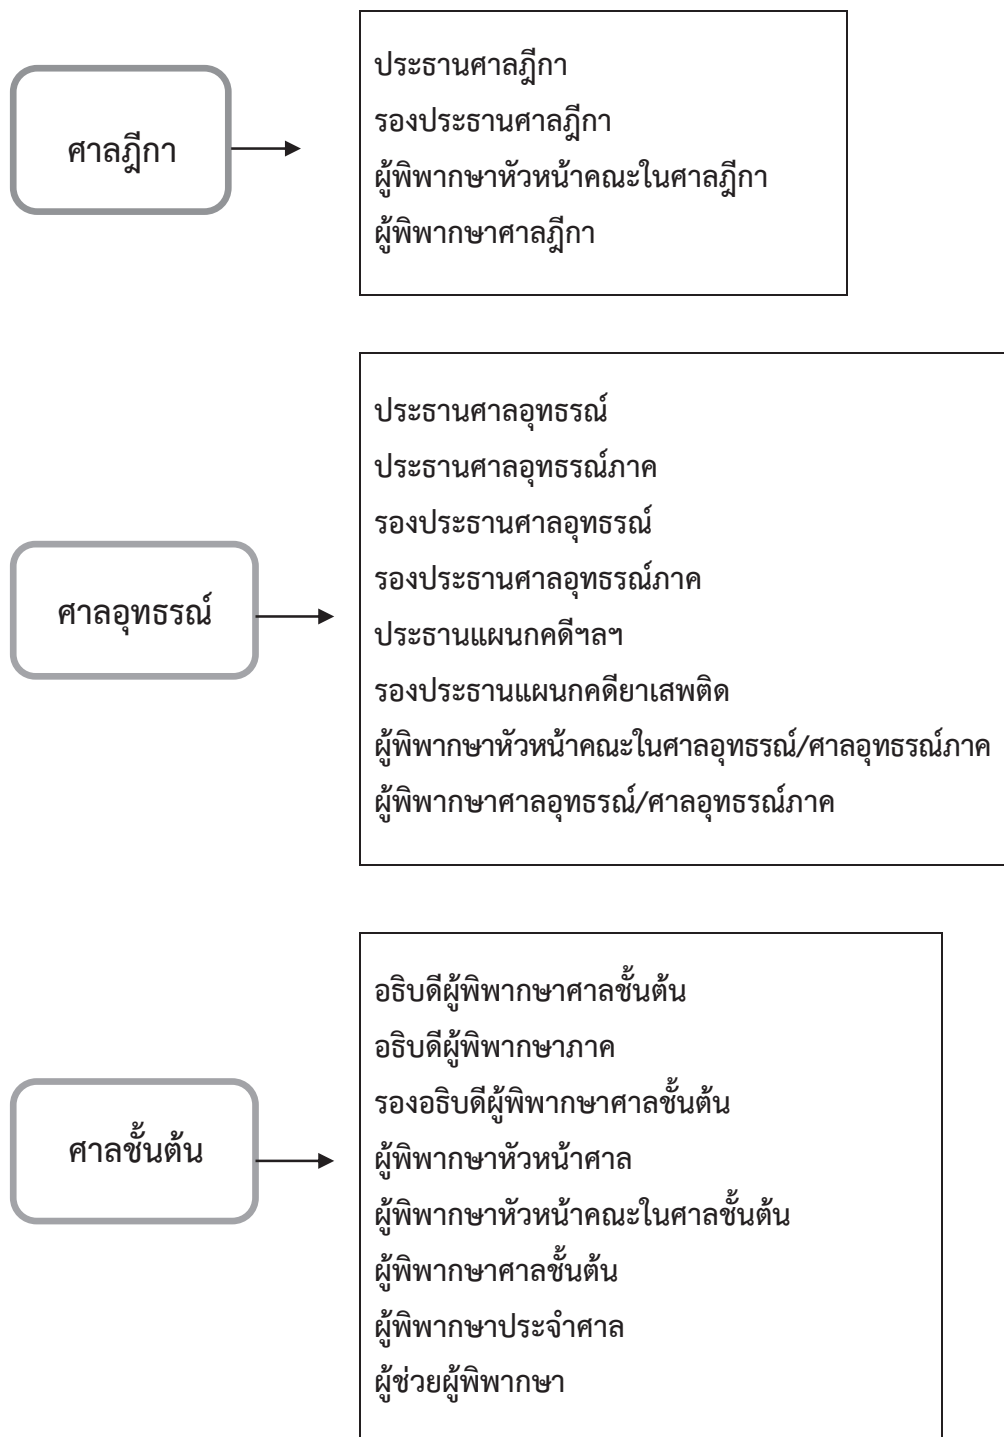 ศาลฎีกา
ประธานศาลฎีกา
รองประธานศาลฎีกา
ผู้พิพากษาหัวหน้าคณะในศาลฎีกา
ผู้พิพากษาศาลฎีกา
ศาลอุทธรณ์
ประธานศาลอุทธรณ์
ประธานศาลอุทธรณ์ภาค
รองประธานศาลอุทธรณ์
รองประธานศาลอุทธรณ์ภาค
ประธานแผนกคดีฯลฯ
รองประธานแผนกคดียาเสพติด
ผู้พิพากษาหัวหน้าคณะในศาลอุทธรณ์/ศาลอุทธรณ์ภาค
ผู้พิพากษาศาลอุทธรณ์/ศาลอุทธรณ์ภาค
ศาลชั้นต้น
อธิบดีผู้พิพากษาศาลชั้นต้น
อธิบดีผู้พิพากษาภาค
รองอธิบดีผู้พิพากษาศาลชั้นต้น
ผู้พิพากษาหัวหน้าศาล
ผู้พิพากษาหัวหน้าคณะในศาลชั้นต้น
ผู้พิพากษาศาลชั้นต้น
ผู้พิพากษาประจำศาล
ผู้ช่วยผู้พิพากษา